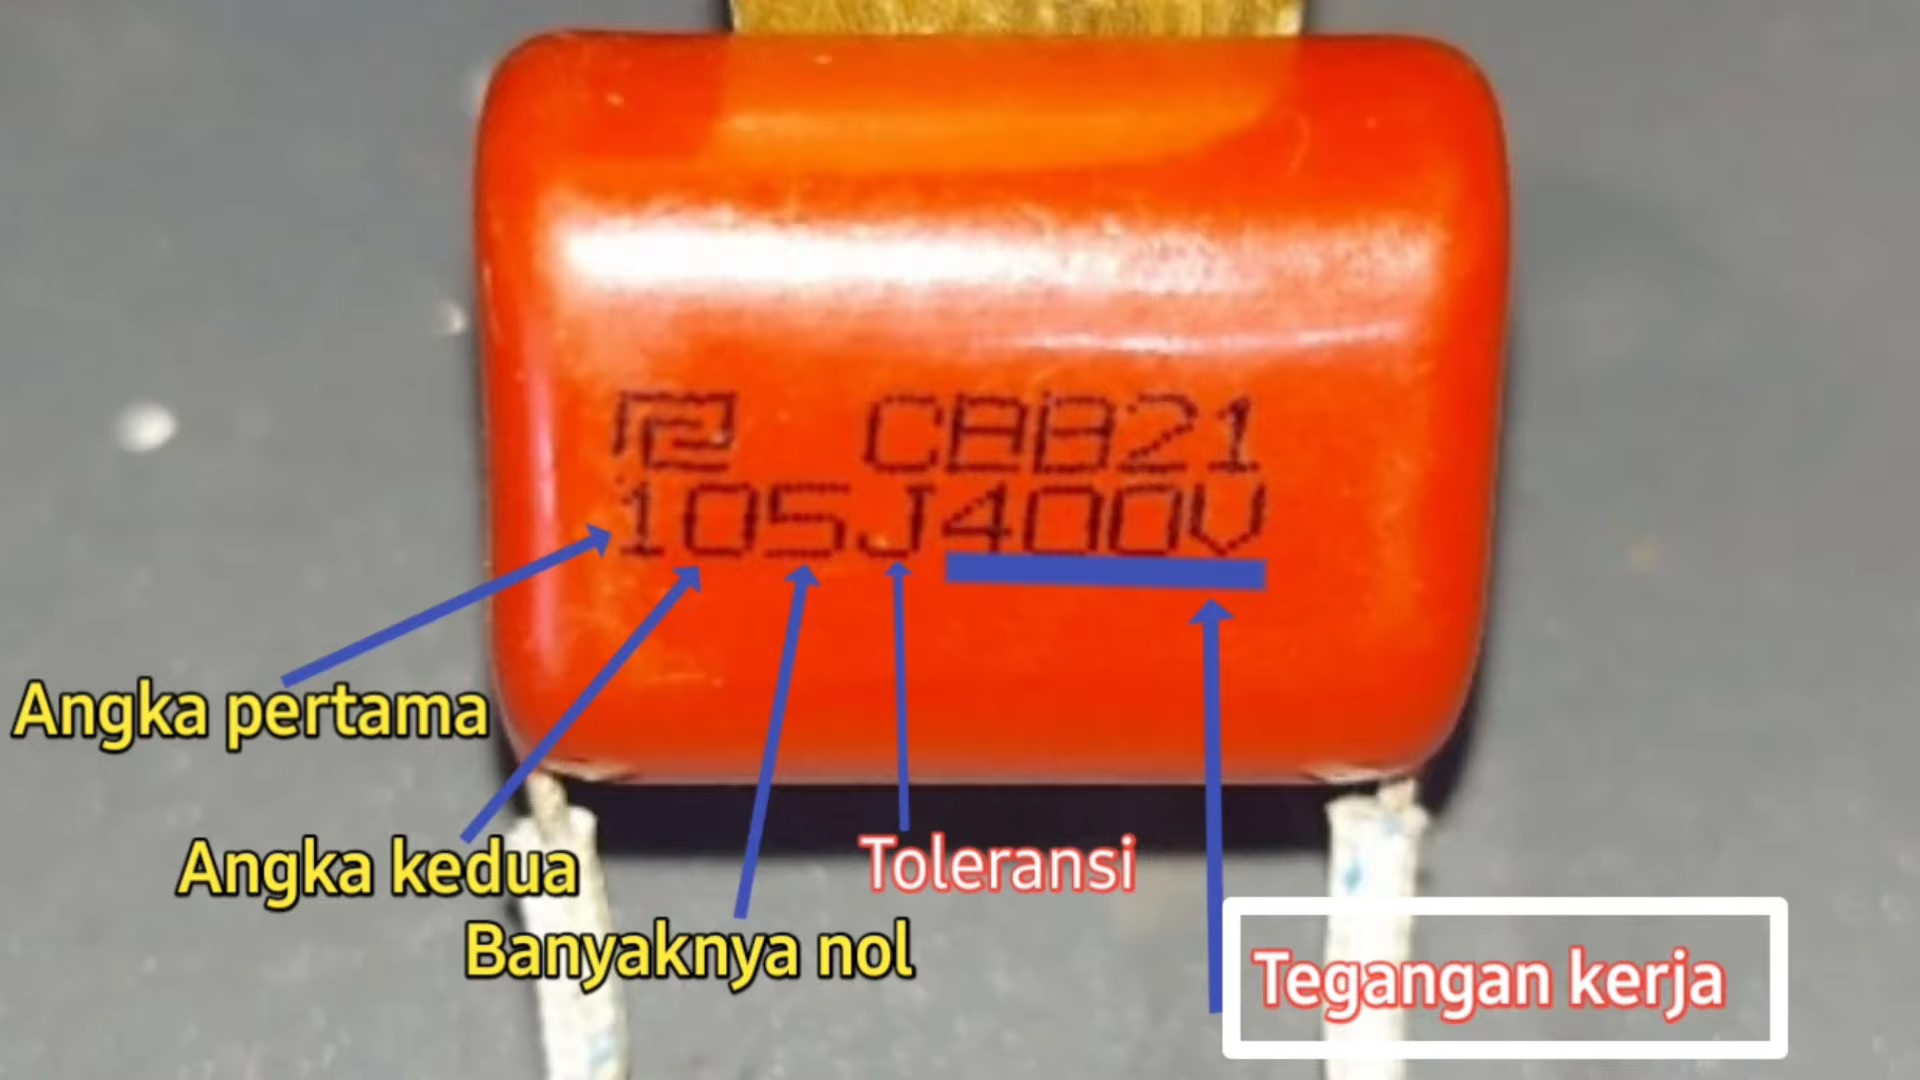 CBB21
105J400V
Angka pertama
Angka kedua
Toleransi
Banyaknya nol
Tegangan kerja